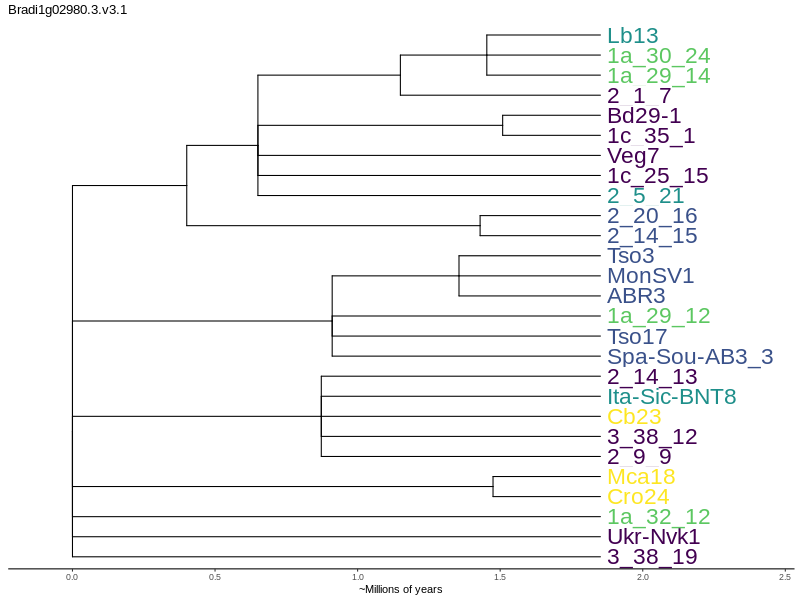 Bradi1g02980.3.v3.1
Lb13
1a_30_24
1a_29_14
2_1_7
Bd29-1
1c_35_1
Veg7
1c_25_15
2_5_21
2_20_16
2_14_15
Tso3
MonSV1
ABR3
1a_29_12
Tso17
Spa-Sou-AB3_3
2_14_13
Ita-Sic-BNT8
Cb23
3_38_12
2_9_9
Mca18
Cro24
1a_32_12
Ukr-Nvk1
3_38_19
0.0 0.5 1.0 1.5 2.0 2.5
~Millions of years